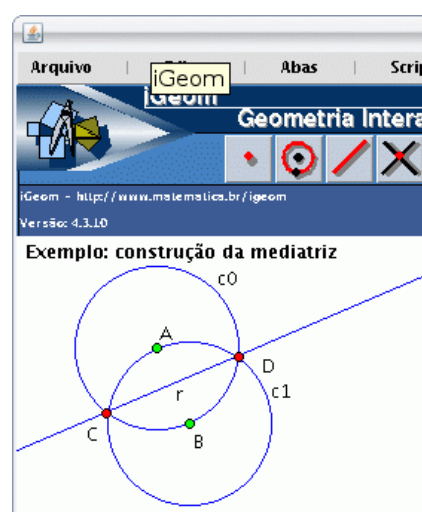 Arquivo | | Abas | Scri
iGeom
iGeom
Geometria Intera
iGeom - http://www.matematica.br/igeom
Versão: 4.3.10
Exemplo: construção da mediatriz
c0
A
D
r
c1
C
B